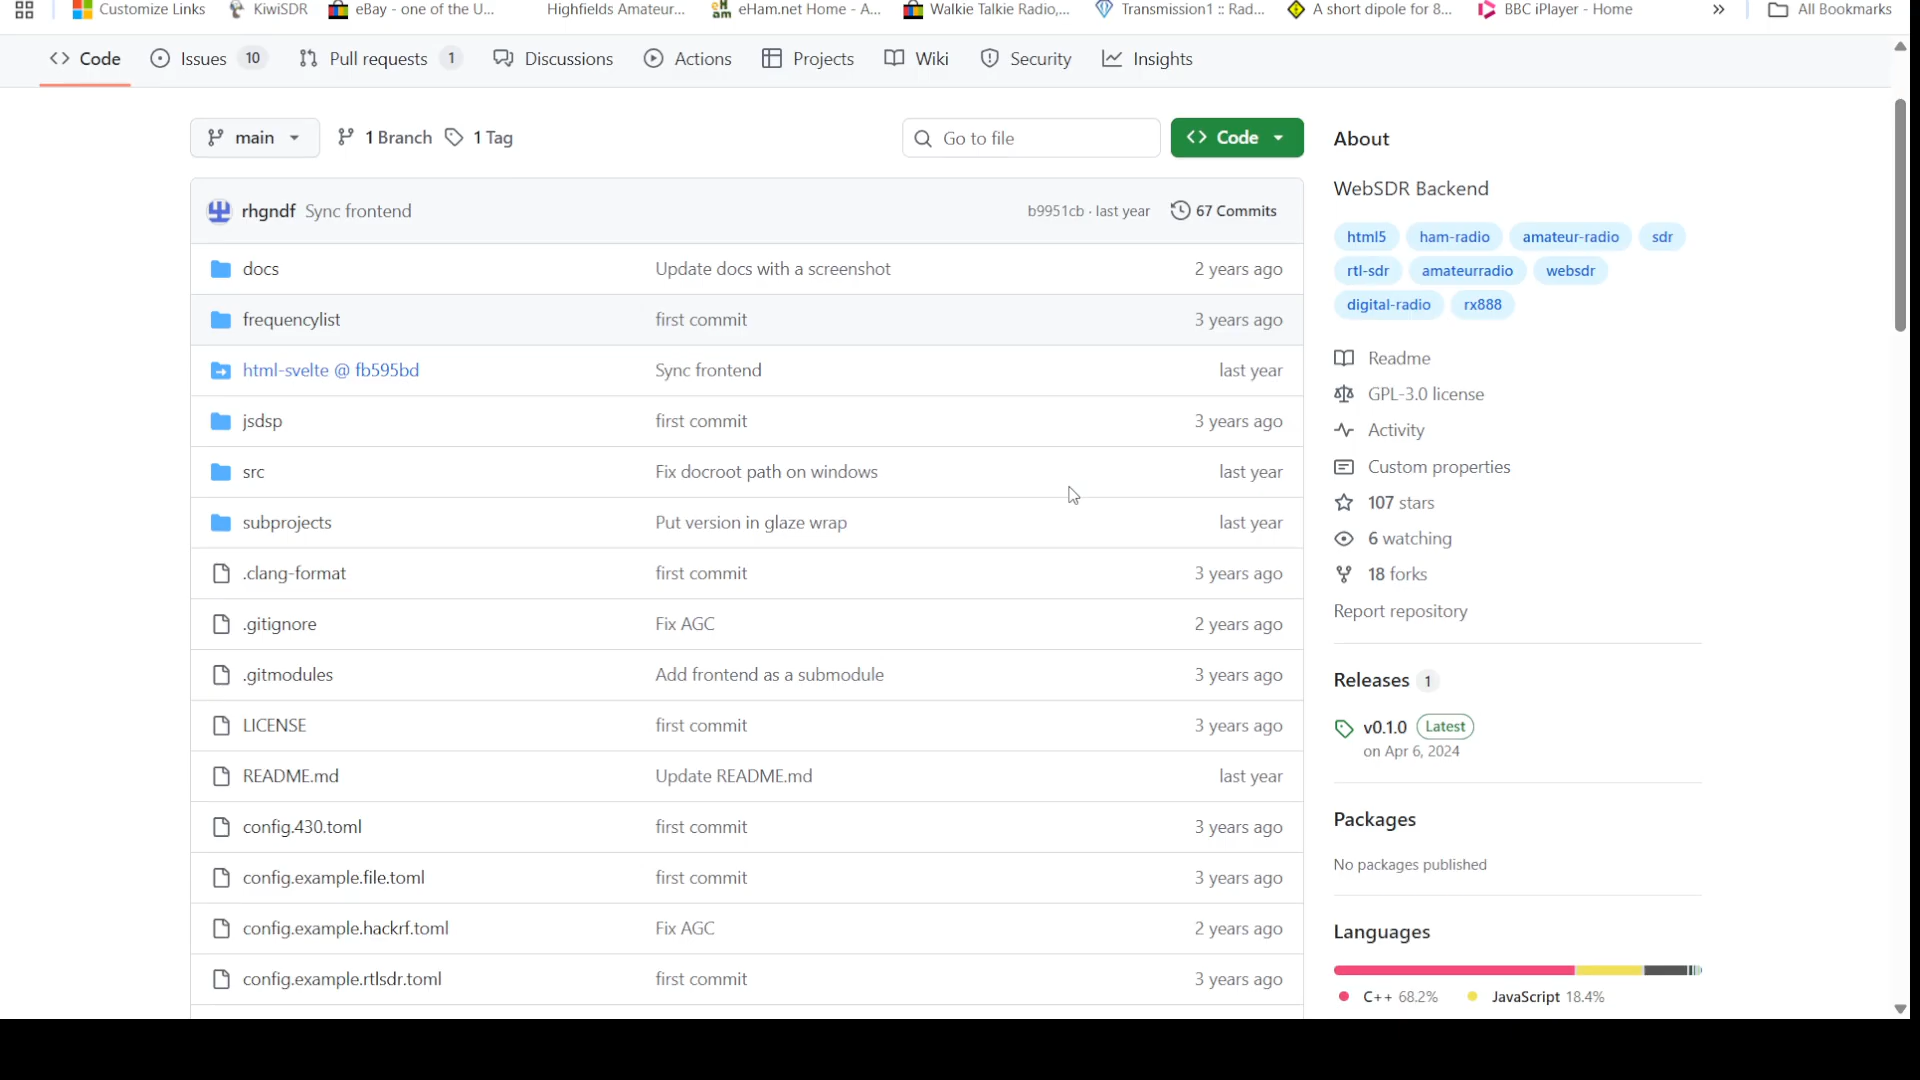 Customize Links KiwiSDR eBay - one of the U... Highfields Amateur... eHam.net Home - A... Walkie Talkie Radio,... Transmission1 :: Rad... A short dipole for 8... BBC iPlayer - Home » All Bookmarks
Code Issues 10 Pull requests 1 Discussions Actions Projects Wiki Security Insights
main 1 Branch 1 Tag Go to file Code
rhgndf Sync frontend b9951cb · last year 67 Commits
docs Update docs with a screenshot 2 years ago
frequencylist first commit 3 years ago
html-svelte @ fb595bd Sync frontend last year
jsdsp first commit 3 years ago
src Fix docroot path on windows last year
subprojects Put version in glaze wrap last year
.clang-format first commit 3 years ago
.gitignore Fix AGC 2 years ago
.gitmodules Add frontend as a submodule 3 years ago
LICENSE first commit 3 years ago
README.md Update README.md last year
config.430.toml first commit 3 years ago
config.example.file.toml first commit 3 years ago
config.example.hackrf.toml Fix AGC 2 years ago
config.example.rtlsdr.toml first commit 3 years ago
About
WebSDR Backend
html5 ham-radio amateur-radio sdr
rtl-sdr amateurradio websdr
digital-radio rx888
Readme
GPL-3.0 license
Activity
Custom properties
107 stars
6 watching
18 forks
Report repository
Releases 1
v0.1.0 Latest
on Apr 6, 2024
Packages
No packages published
Languages
C++ 68.2% JavaScript 18.4%